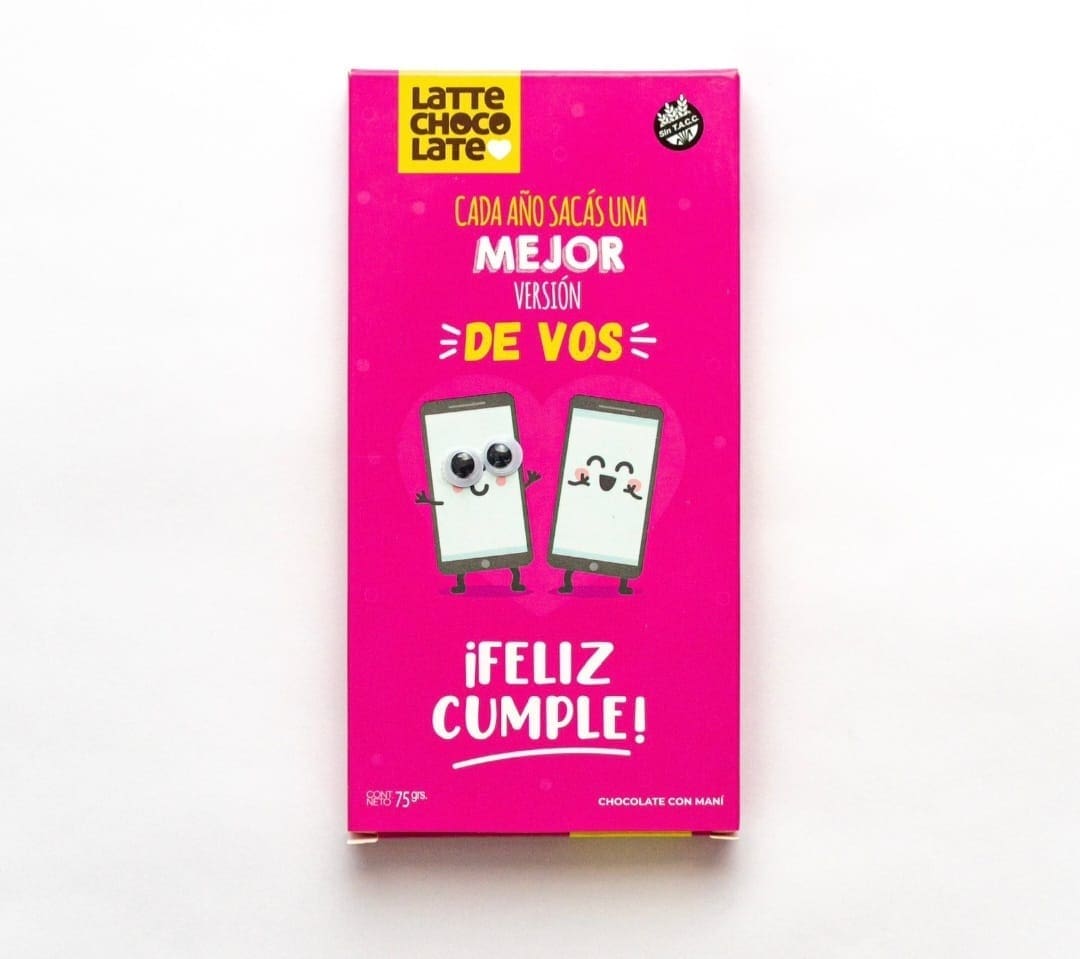 LATTE
CHOCO
LATE
Sin T.A.C.C.
CADA AÑO SACÁS UNA
MEJOR
VERSIÓN
DE VOS
¡FELIZ
CUMPLE!
CONT.
NETO 75 grs.
CHOCOLATE CON MANÍ